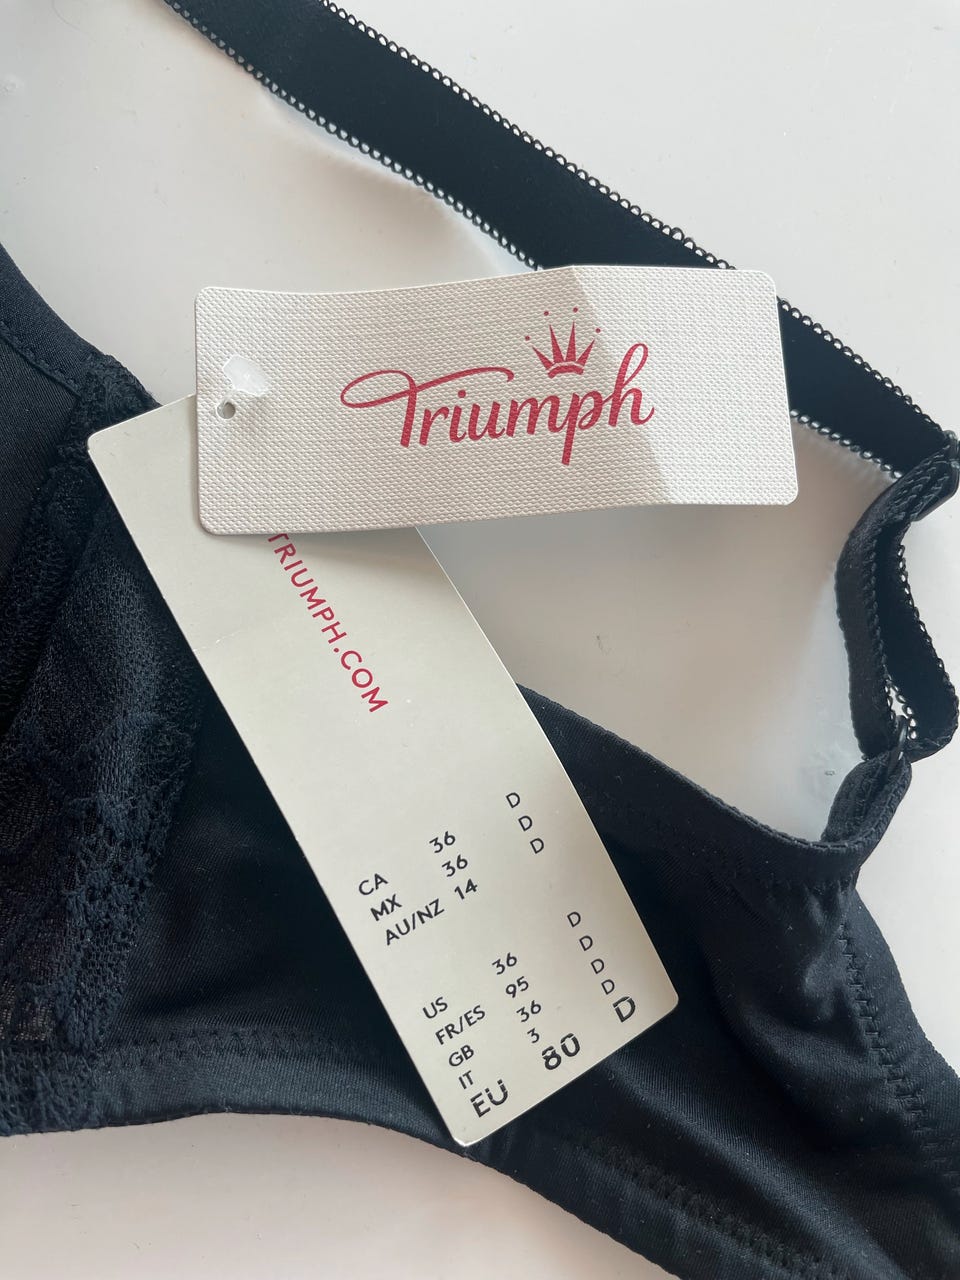 Triumph
TRIUMPH.COM
CA 36 D
MX 36 D
AU/NZ 14 D
US 36 D
FR/ES 95 D
GB 36 D
IT 3 D
EU 80 D